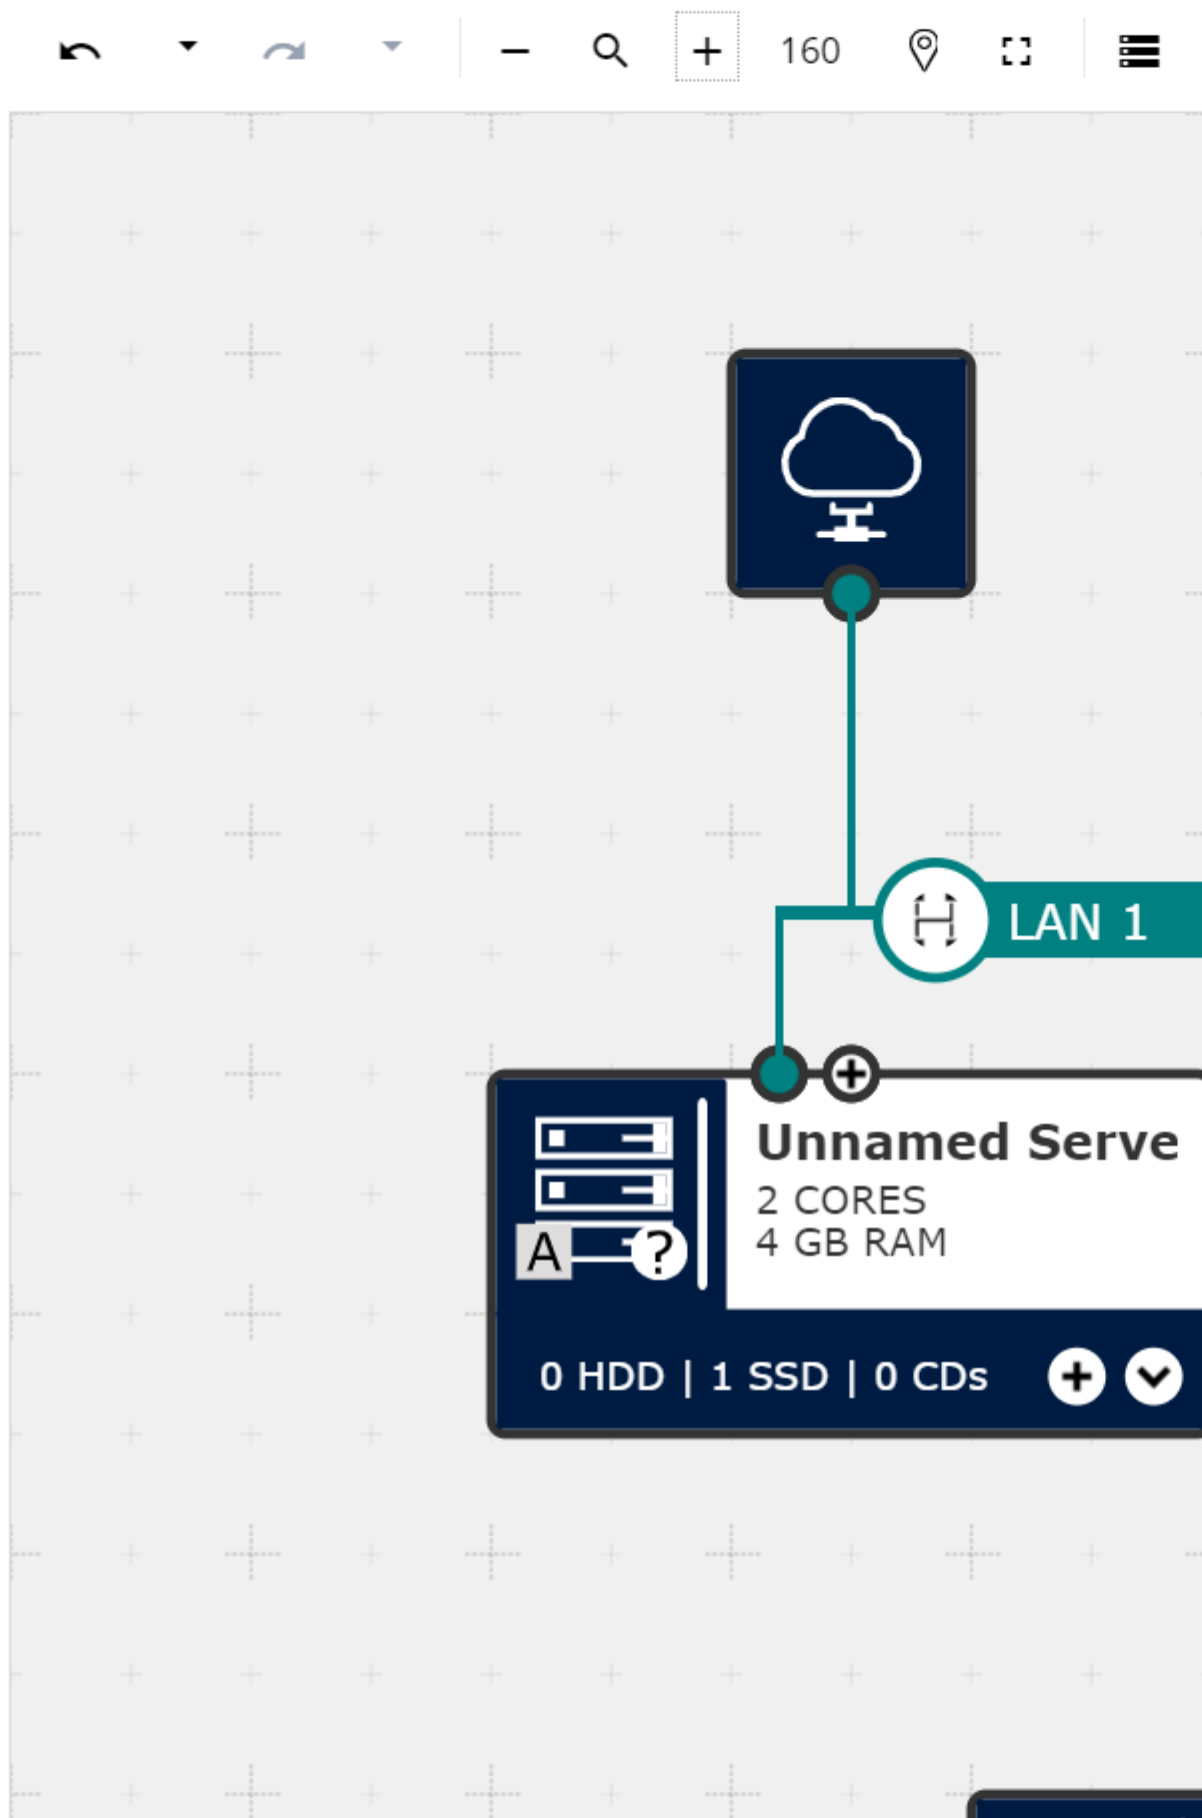 160
LAN 1
Unnamed Serve
2 CORES
4 GB RAM
A ?
0 HDD | 1 SSD | 0 CDs